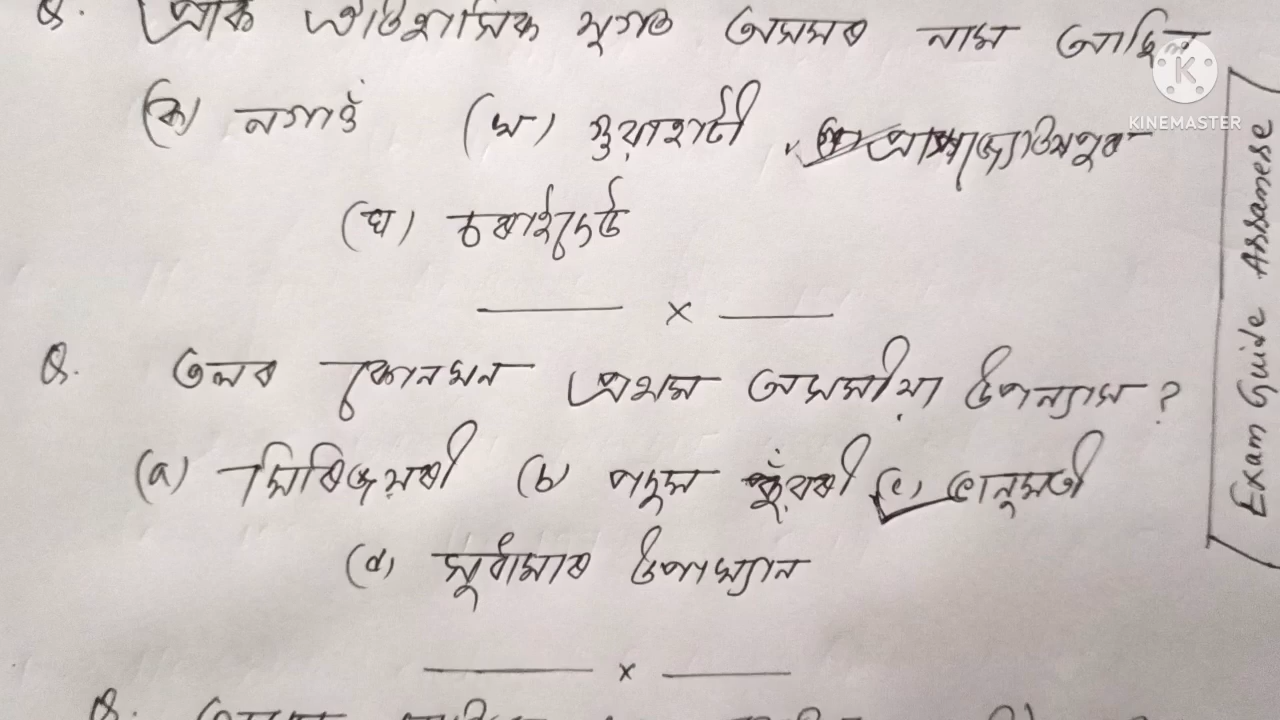 Q. প্ৰাক ঐতিহাসিক যুগত অসমৰ নাম আছিল
(ক) নগাওঁ (খ) গুৱাহাটী প্ৰাগজ্যোতিষপুৰ
(ঘ) চৰাইদেউ
— x —
Q. তলৰ কোনখন প্ৰথম অসমীয়া উপন্যাস ?
(a) মিৰিজীয়ৰী (b) পদুম কুঁৱৰী (c) ভানুমতী
(d) সুধৰ্মাৰ উপাখ্যান
— x —
Q.
Exam Guide Assamese
KINEMASTER